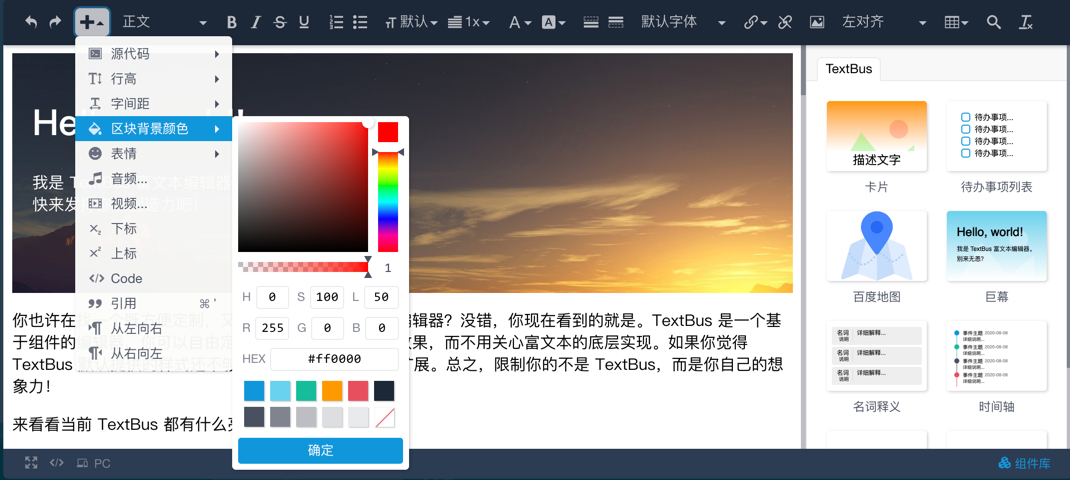 正文
B I S U
默认
1x
A A
默认字体
左对齐
源代码
行高
字间距
区块背景颜色
表情
音频...
视频...
下标
上标
Code
引用 ⌘ '
从左向右
从右向左
He
!
我是 T
快来发
1
H 0 S 100 L 50
R 255 G 0 B 0
HEX #ff0000
确定
你也许在
编辑器？没错，你现在看到的就是。TextBus 是一个基
于组件的
果，而不用关心富文本的底层实现。如果你觉得
TextBus
扩展。总之，限制你的不是 TextBus，而是你自己的想
象力！
来看看当前 TextBus 都有什么
TextBus
描述文字
卡片
待办事项...
待办事项...
待办事项...
待办事项...
待办事项列表
百度地图
Hello, world!
我是 TextBus 富文本编辑器。
别来无恙？
巨幕
名词 详细解释...
说明
名词 详细解释...
说明
名词 详细解释...
说明
名词释义
事件主题 2020-08-08
详细说明...
事件主题 2020-08-08
详细说明...
事件主题 2020-08-08
详细说明...
事件主题 2020-08-08
详细说明...
时间轴
PC
组件库